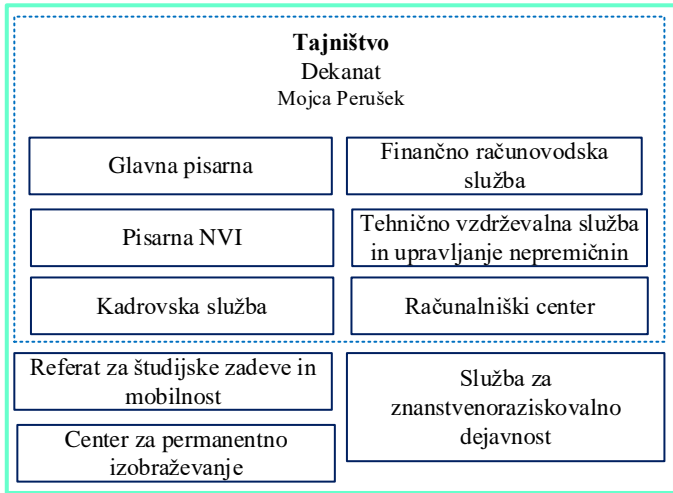 Tajništvo
Dekanat
Mojca Perušek
Glavna pisarna
Finančno računovodska
služba
Pisarna NVI
Tehnično vzdrževalna služba
in upravljanje nepremičnin
Kadrovska služba
Računalniški center
Referat za študijske zadeve in
mobilnost
Služba za
znanstvenoraziskovalno
dejavnost
Center za permanentno
izobraževanje